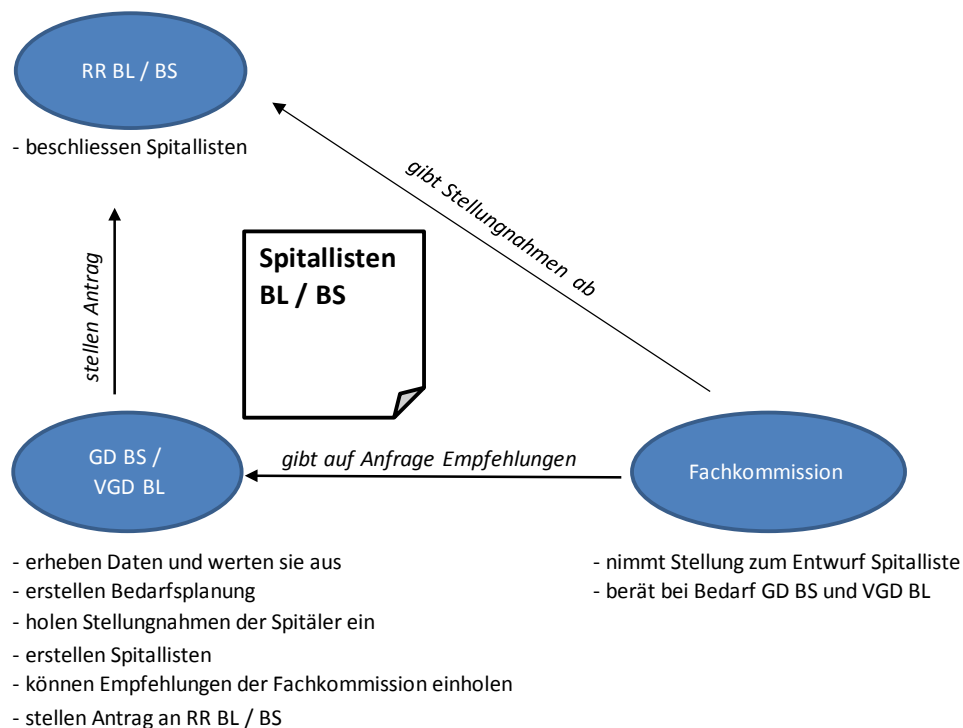 RR BL / BS
- beschliessen Spitallisten
gibt Stellungnahmen ab
stellen Antrag
Spitallisten
BL / BS
GD BS /
VGD BL
gibt auf Anfrage Empfehlungen
Fachkommission
- erheben Daten und werten sie aus
- erstellen Bedarfsplanung
- holen Stellungnahmen der Spitäler ein
- erstellen Spitallisten
- können Empfehlungen der Fachkommission einholen
- stellen Antrag an RR BL / BS
- nimmt Stellung zum Entwurf Spitalliste
- berät bei Bedarf GD BS und VGD BL